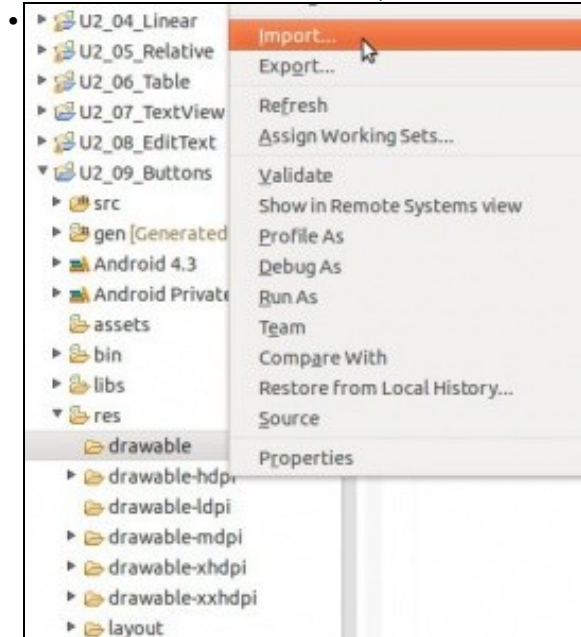 U2_04_Linear
U2_05_Relative
U2_06_Table
U2_07_TextView
U2_08_EditText
U2_09_Buttons
src
gen [Generated
Android 4.3
Android Private
assets
bin
libs
res
drawable
drawable-hdpi
drawable-ldpi
drawable-mdpi
drawable-xhdpi
drawable-xxhdpi
layout
Import...
Export...
Refresh
Assign Working Sets...
Validate
Show in Remote Systems view
Profile As
Debug As
Run As
Team
Compare With
Restore from Local History...
Source
Properties